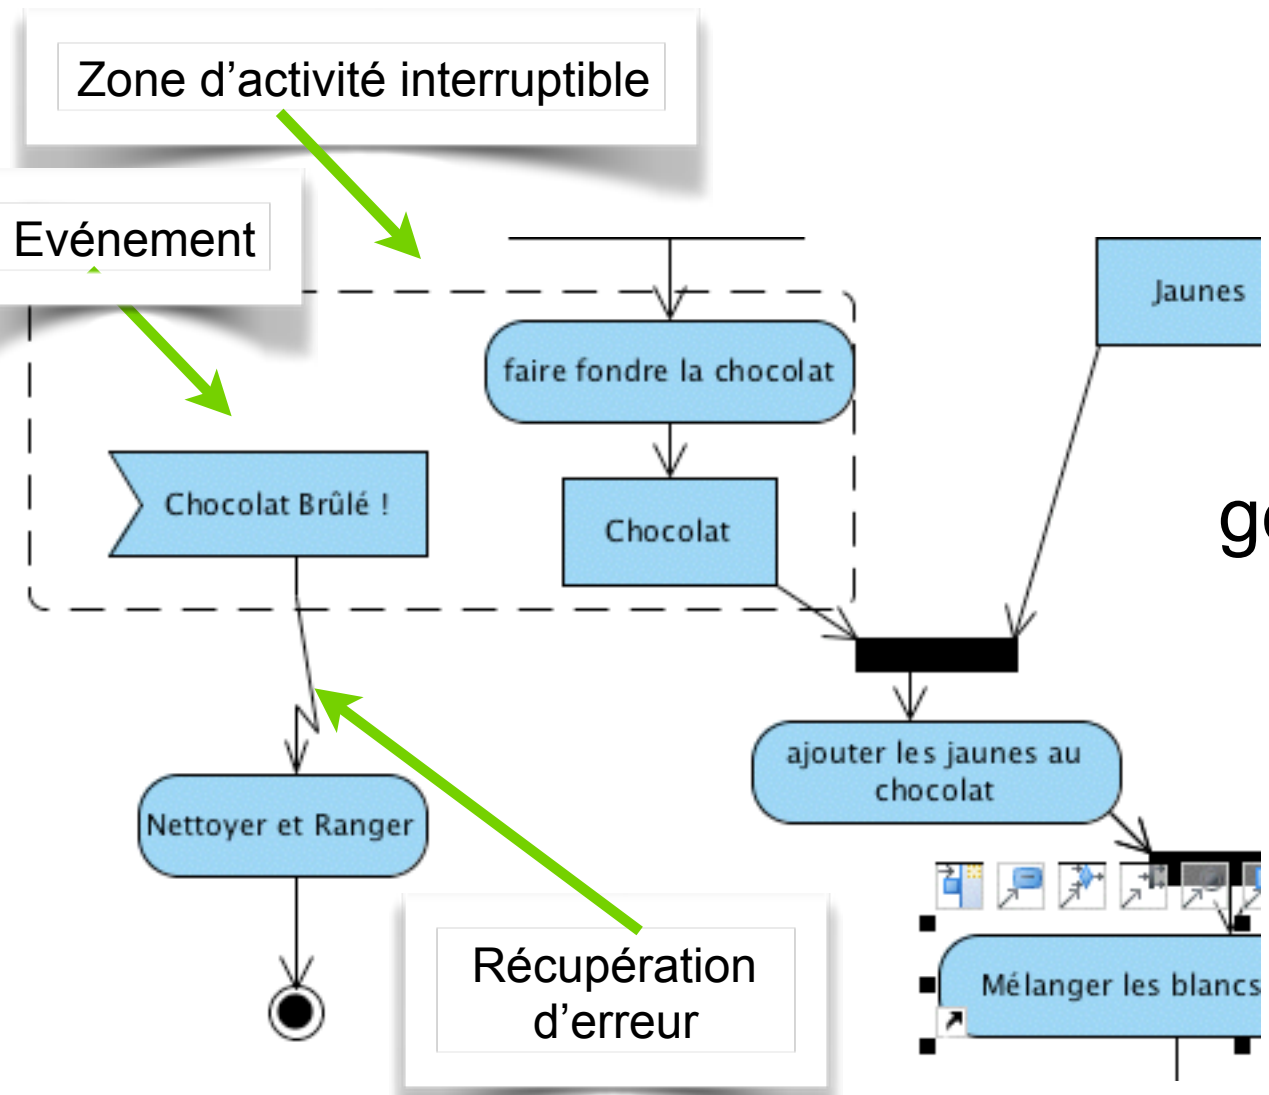 Zone d’activité interruptible
Evénement
Jaunes
faire fondre la chocolat
Chocolat Brûlé !
Chocolat
ajouter les jaunes au
chocolat
Nettoyer et Ranger
Récupération
d’erreur
Mélanger les blancs